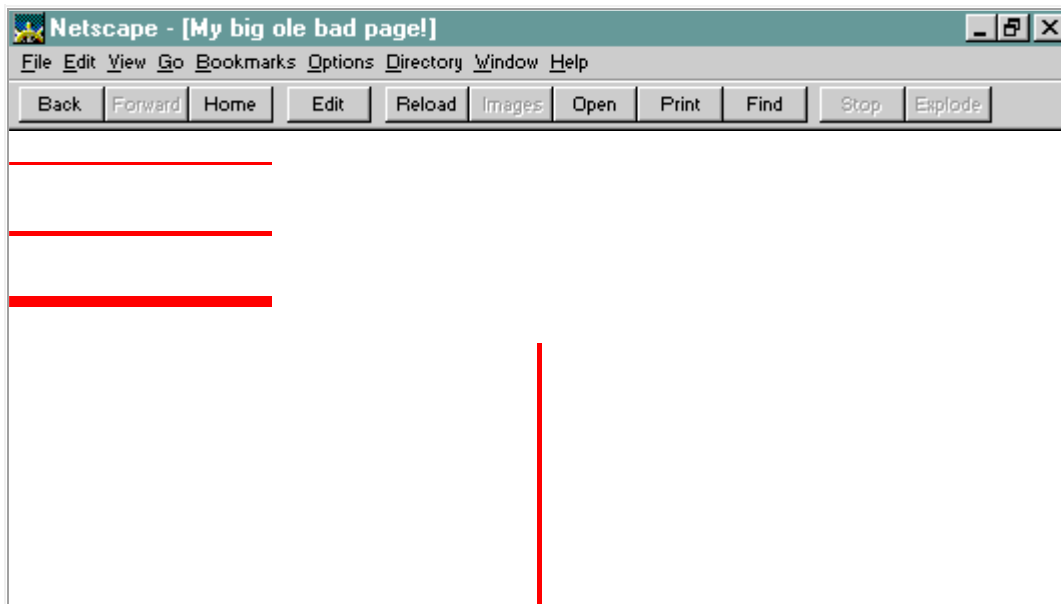 Netscape - [My big ole bad page!]
File Edit View Go Bookmarks Options Directory Window Help
Back Forward Home Edit Reload Images Open Print Find Stop Explode